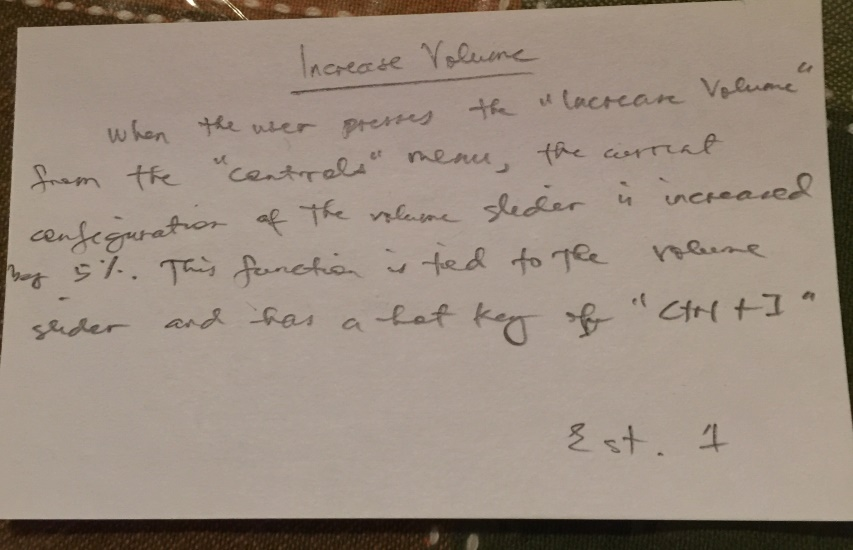 Increase Volume
When the user presses the "Increase Volume"
from the "controls" menu, the current
configuration of the volume slider is increased
by 5%. This function is tied to the volume
slider and has a hot key of "Ctrl + I"
Est. 1